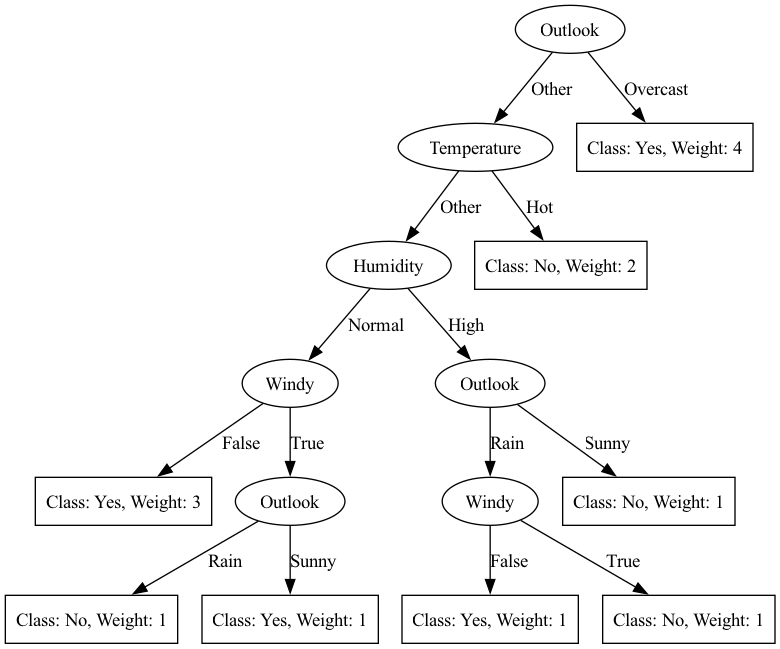 Outlook
Other
Overcast
Temperature
Class: Yes, Weight: 4
Other
Hot
Humidity
Class: No, Weight: 2
Normal
High
Windy
Outlook
False
True
Rain
Sunny
Class: Yes, Weight: 3
Outlook
Windy
Class: No, Weight: 1
Rain
Sunny
False
True
Class: No, Weight: 1
Class: Yes, Weight: 1
Class: Yes, Weight: 1
Class: No, Weight: 1